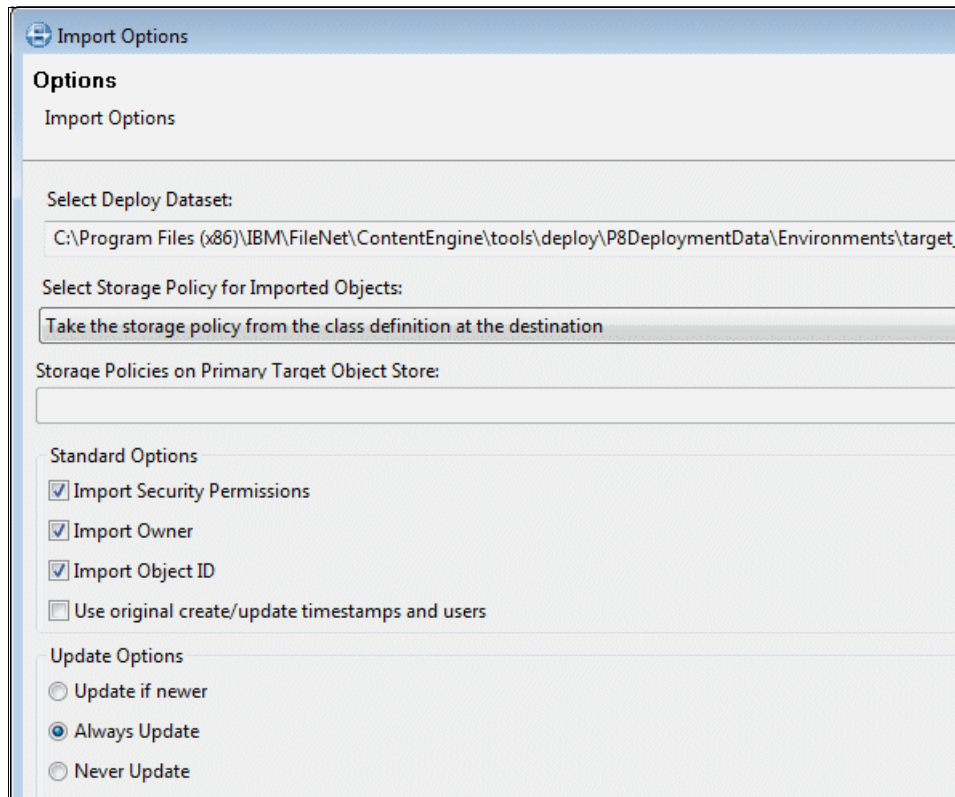 Import Options
Options
Import Options
Select Deploy Dataset:
C:\Program Files (x86)\IBM\FileNet\ContentEngine\tools\deploy\P8DeploymentData\Environments\target_
Select Storage Policy for Imported Objects:
Take the storage policy from the class definition at the destination
Storage Policies on Primary Target Object Store:
Standard Options
Import Security Permissions
Import Owner
Import Object ID
Use original create/update timestamps and users
Update Options
Update if newer
Always Update
Never Update